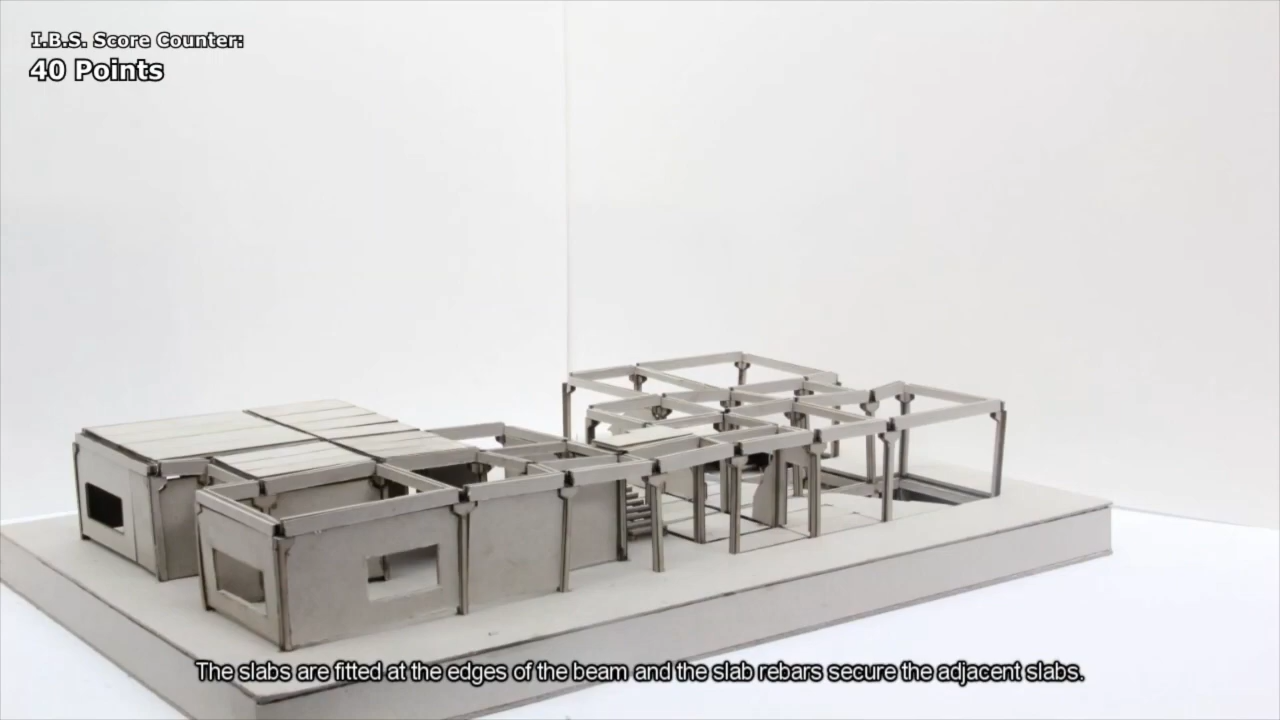 I.B.S. Score Counter:
40 Points
The slabs are fitted at the edges of the beam and the slab rebars secure the adjacent slabs.